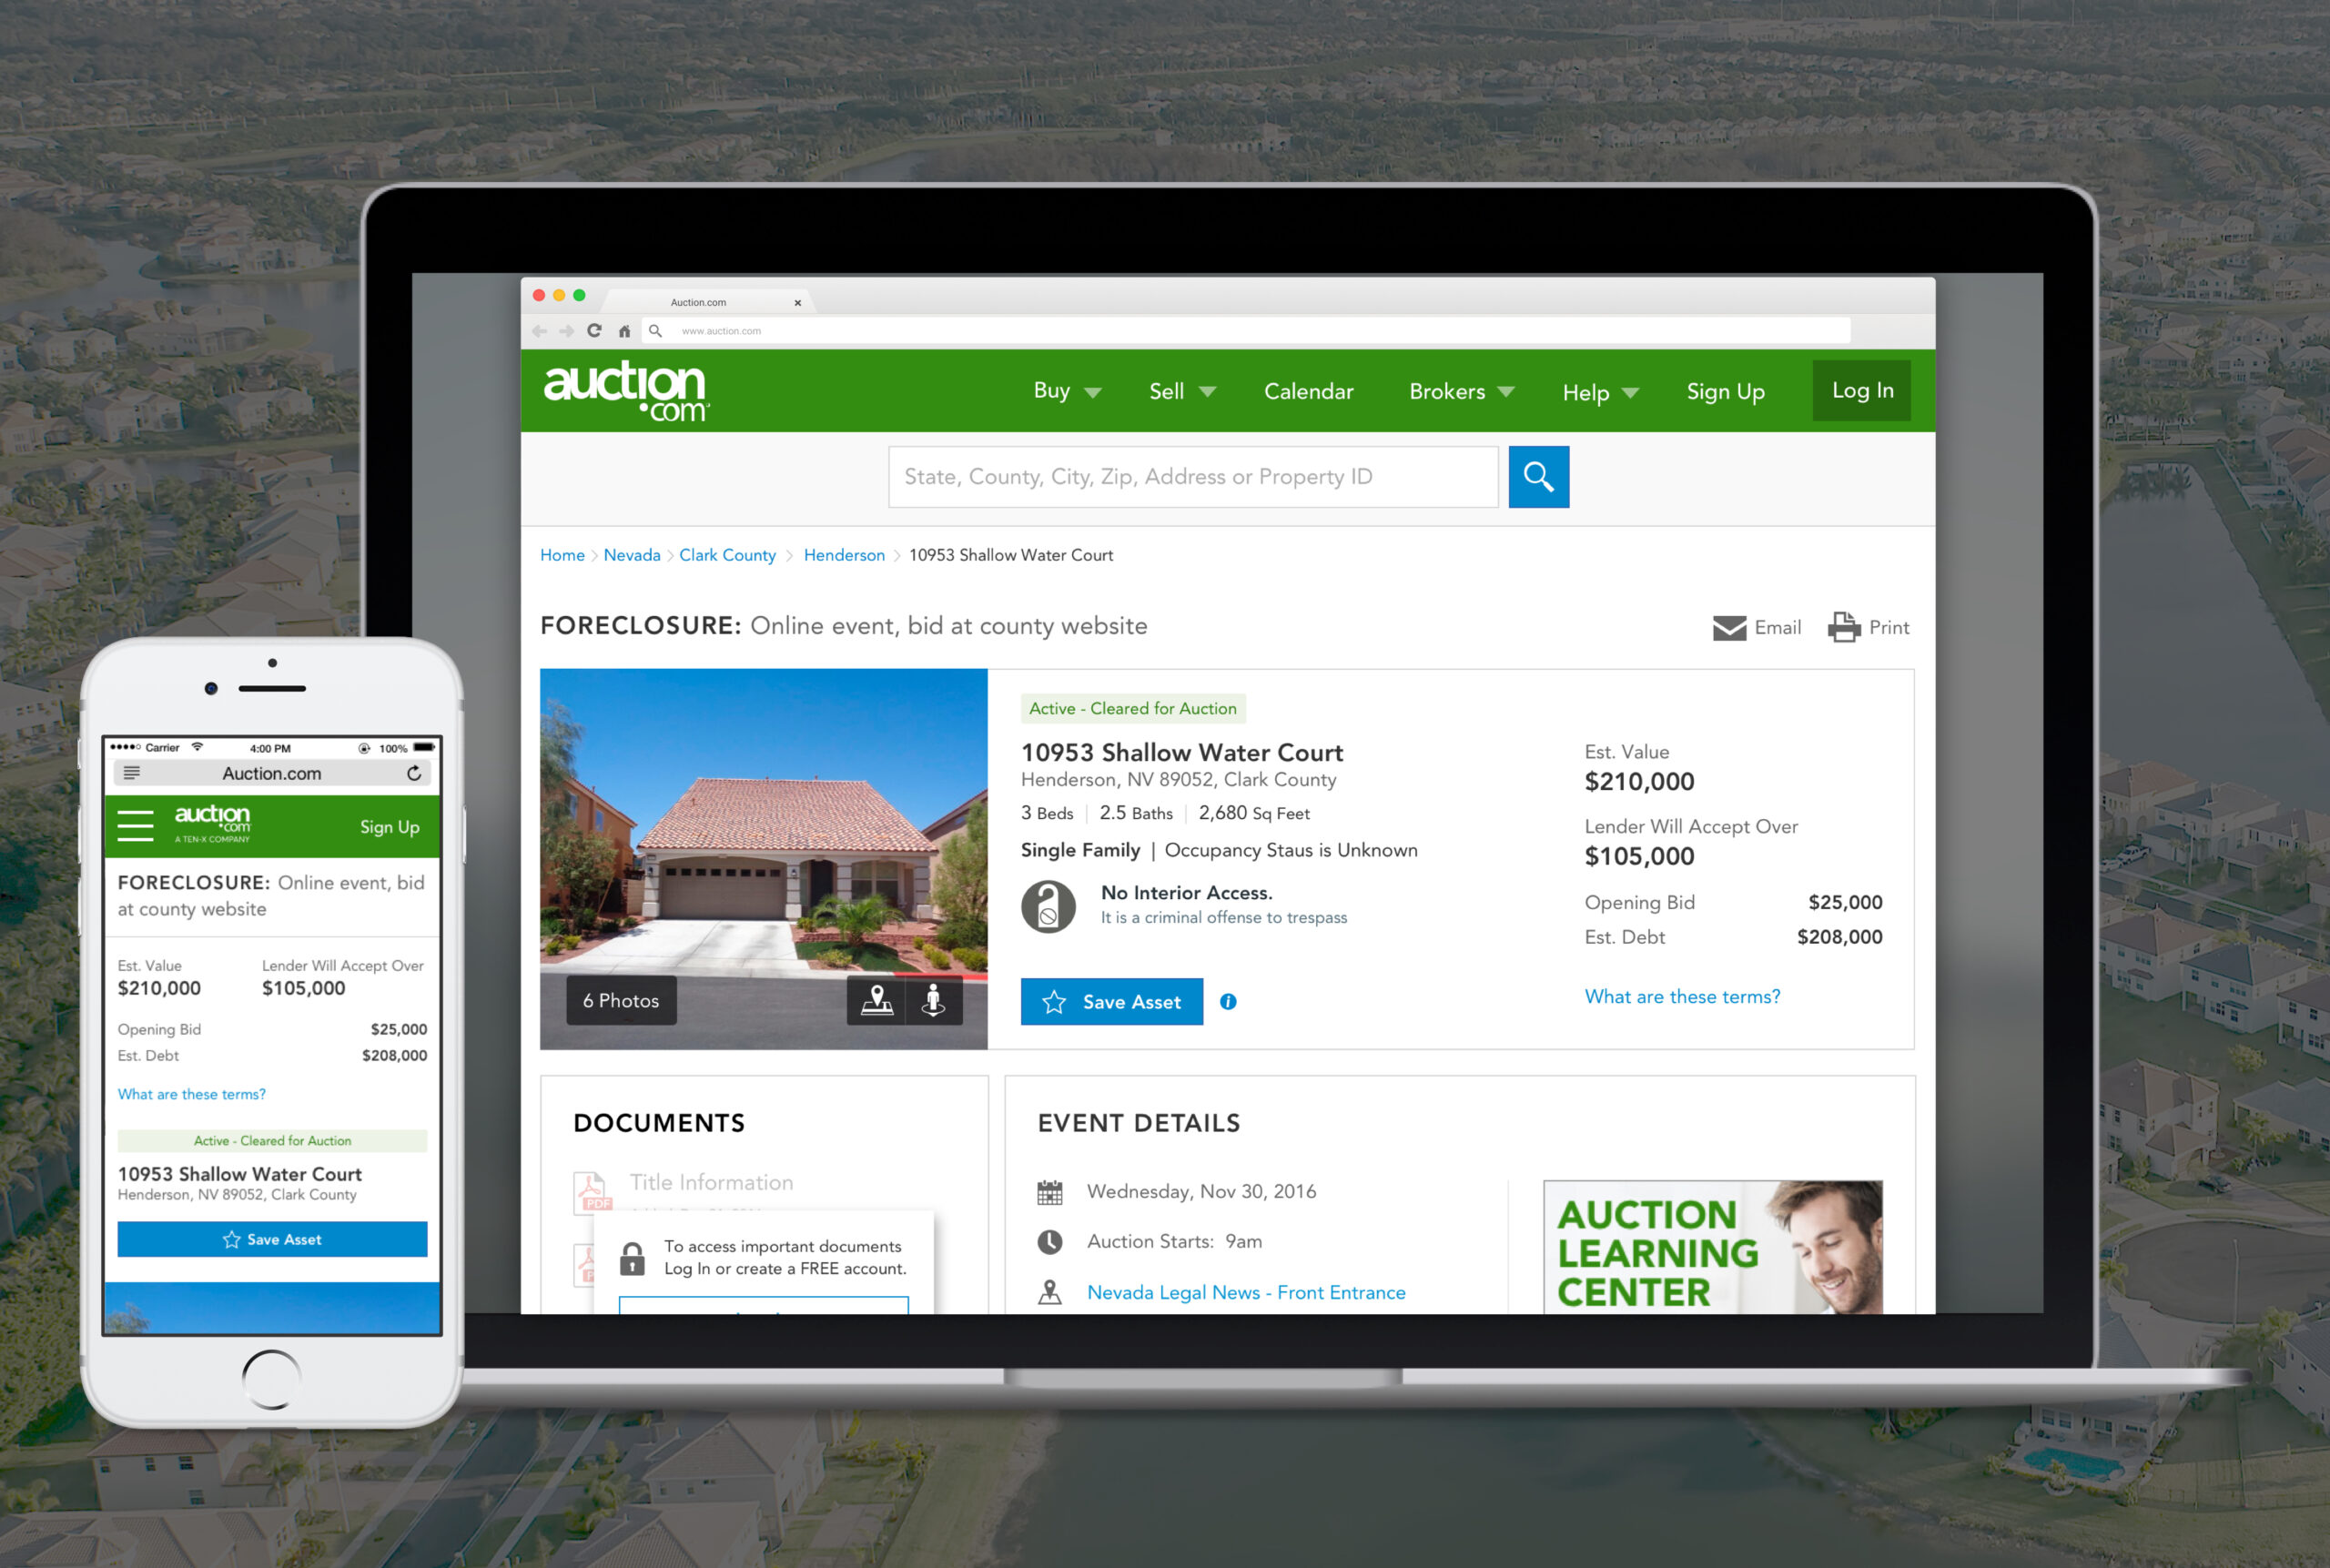 Auction.com
www.auction.com
auction
.com
Buy
Sell
Calendar
Brokers
Help
Sign Up
Log In
State, County, City, Zip, Address or Property ID
Home > Nevada > Clark County > Henderson > 10953 Shallow Water Court
FORECLOSURE: Online event, bid at county website
Email
Print
6 Photos
Active - Cleared for Auction
10953 Shallow Water Court
Henderson, NV 89052, Clark County
3 Beds | 2.5 Baths | 2,680 Sq Feet
Single Family | Occupancy Staus is Unknown
No Interior Access.
It is a criminal offense to trespass
Save Asset
Est. Value
$210,000
Lender Will Accept Over
$105,000
Opening Bid $25,000
Est. Debt $208,000
What are these terms?
DOCUMENTS
PDF
Title Information
To access important documents
Log In or create a FREE account.
EVENT DETAILS
Wednesday, Nov 30, 2016
Auction Starts: 9am
Nevada Legal News - Front Entrance
AUCTION
LEARNING
CENTER
Carrier 4:00 PM 100%
Auction.com
auction
.com
A TEN-X COMPANY
Sign Up
FORECLOSURE: Online event, bid
at county website
Est. Value Lender Will Accept Over
$210,000 $105,000
Opening Bid $25,000
Est. Debt $208,000
What are these terms?
Active - Cleared for Auction
10953 Shallow Water Court
Henderson, NV 89052, Clark County
Save Asset